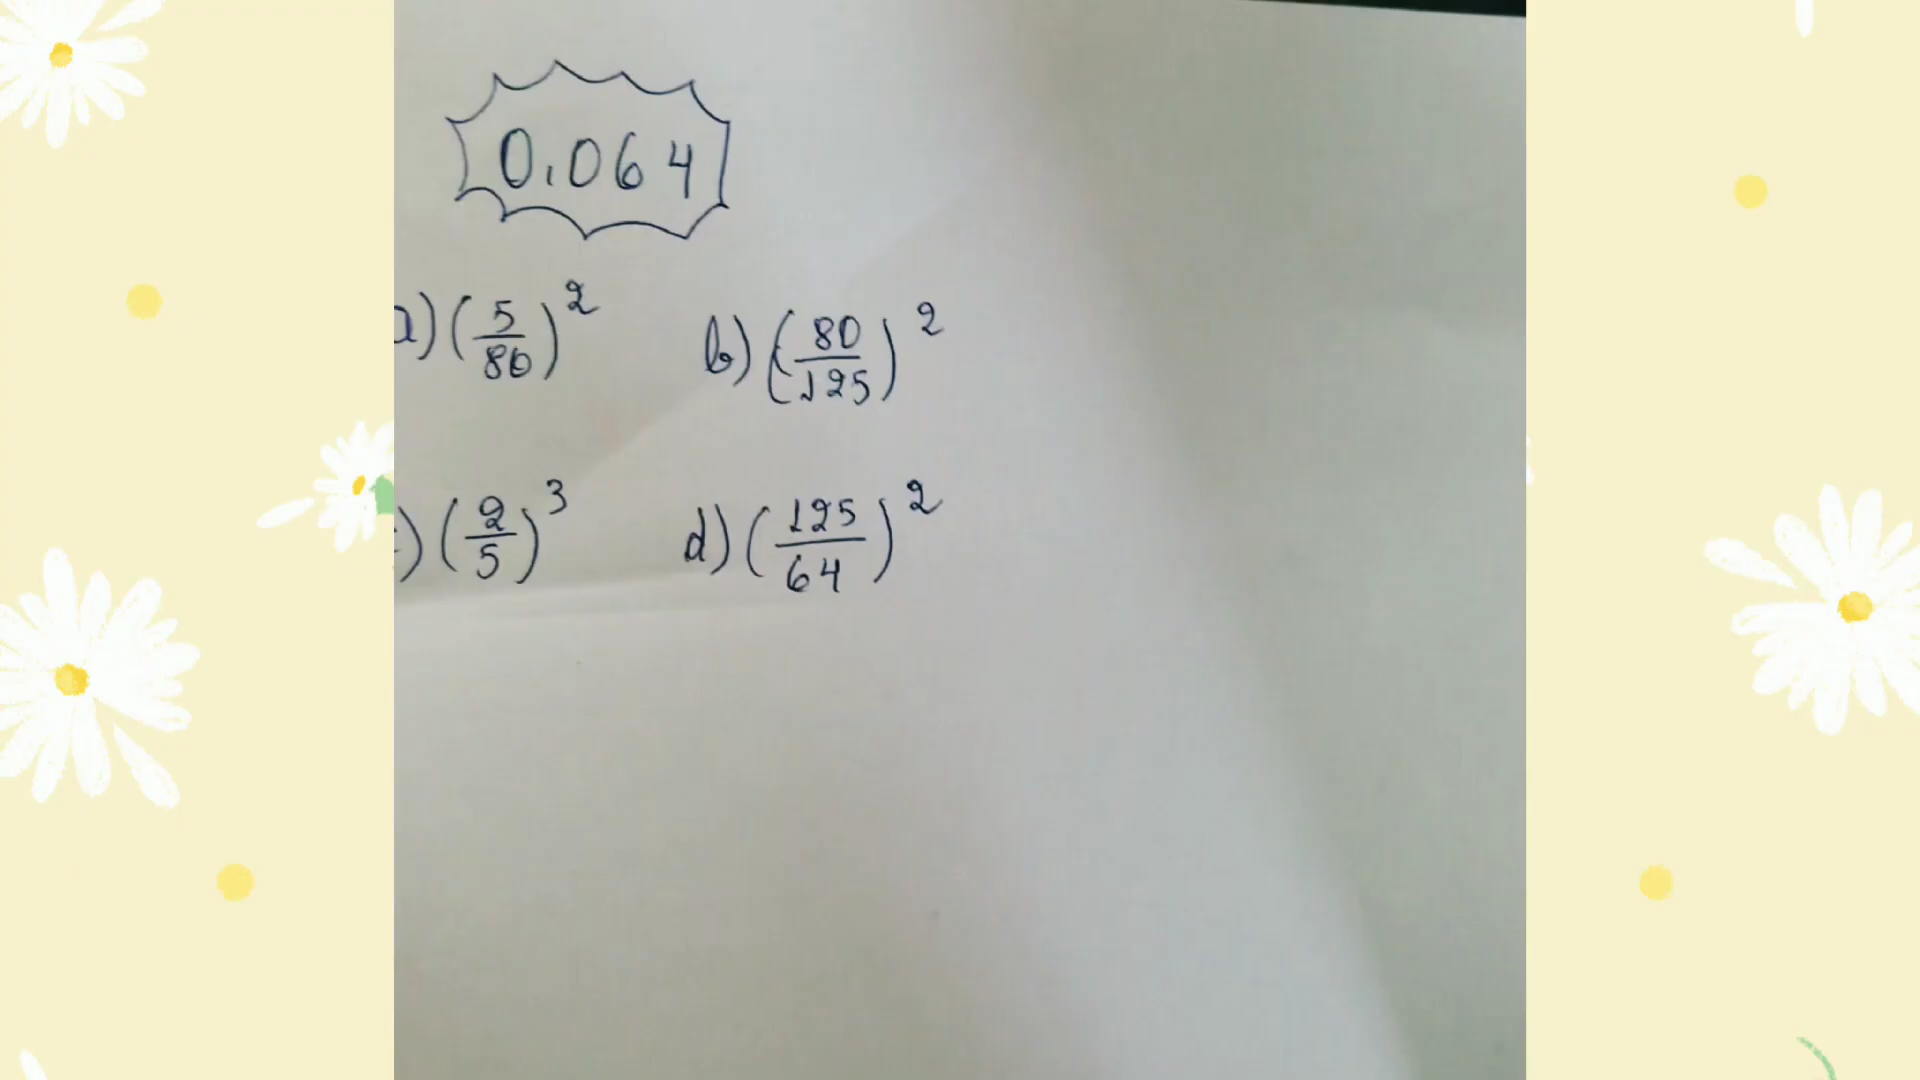 0,064
a) (5/80)² b) (80/125)²
) (2/5)³ d) (125/64)²